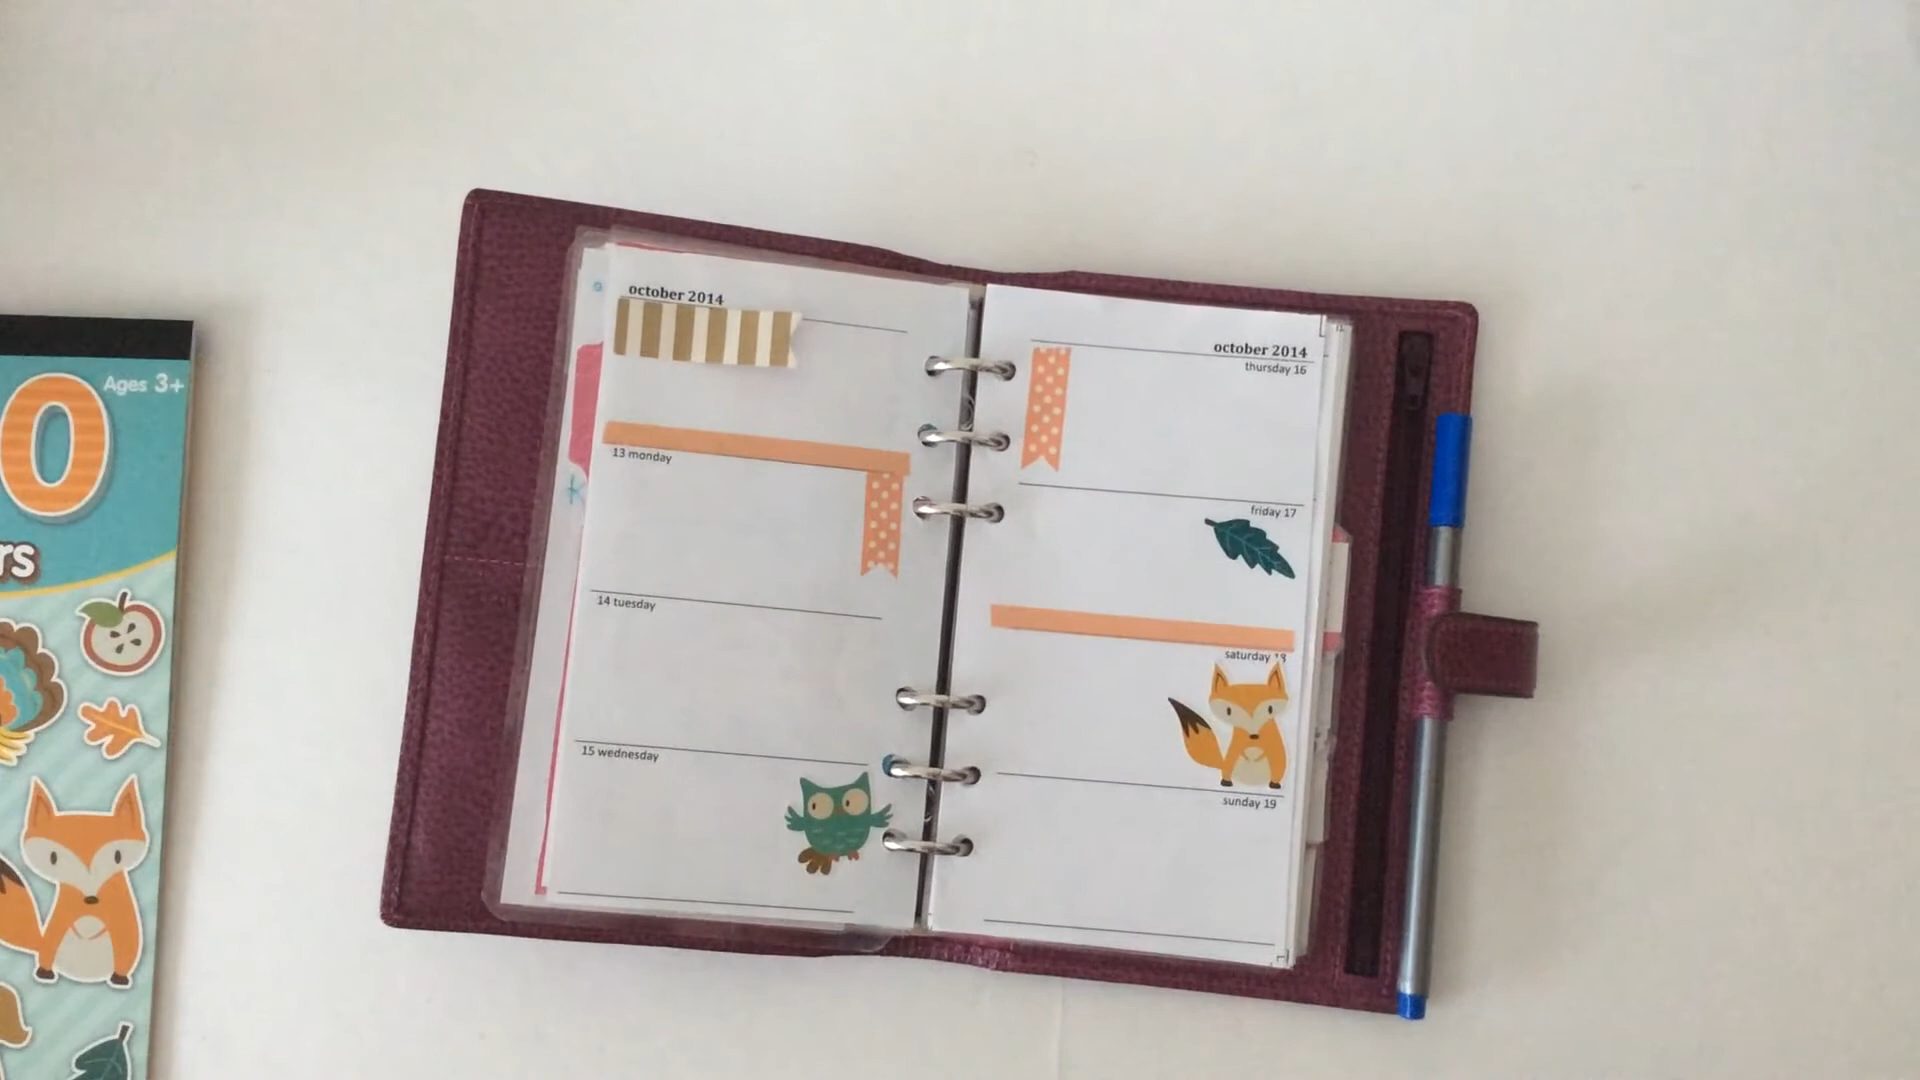 O
Ages 3+
rs
october 2014
13 monday
14 tuesday
15 wednesday
october 2014
thursday 16
friday 17
saturday 18
sunday 19